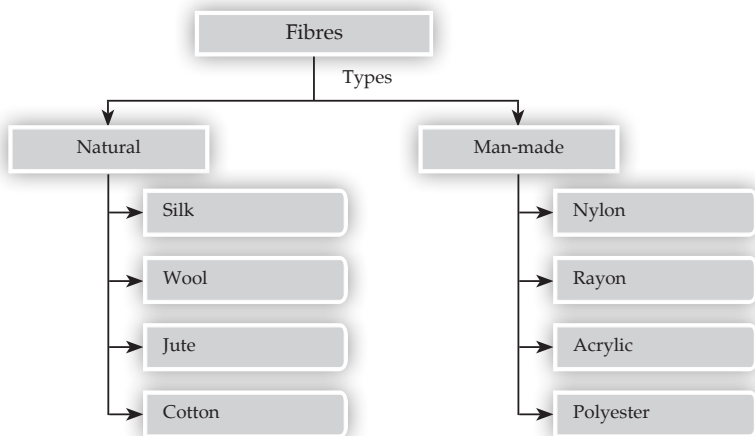 Fibres
Types
Natural
Man-made
Silk
Wool
Jute
Cotton
Nylon
Rayon
Acrylic
Polyester